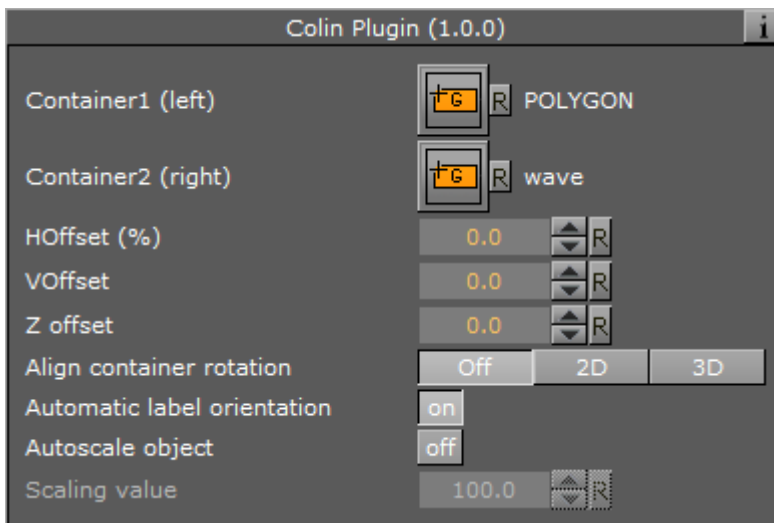 Colin Plugin (1.0.0) i
Container1 (left) G R POLYGON
Container2 (right) G R wave
HOffset (%) 0.0 R
VOffset 0.0 R
Z offset 0.0 R
Align container rotation Off 2D 3D
Automatic label orientation on
Autoscale object off
Scaling value 100.0 R